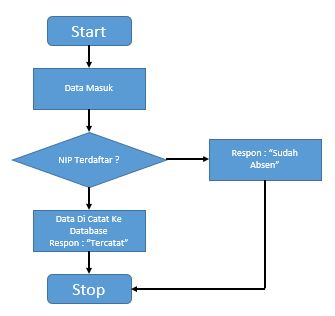 Start
Data Masuk
NIP Terdaftar ?
Respon : “Sudah
Absen”
Data Di Catat Ke
Database
Respon : “Tercatat”
Stop